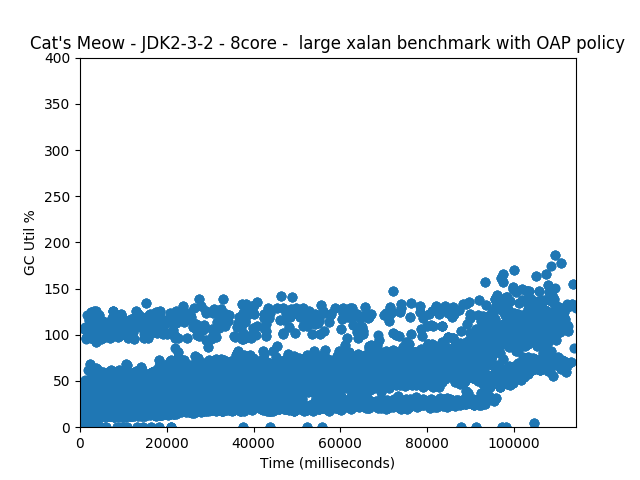 Cat's Meow - JDK2-3-2 - 8core -  large xalan benchmark with OAP policy
400
350
300
250
200
150
100
50
0
GC Util %
0 20000 40000 60000 80000 100000
Time (milliseconds)